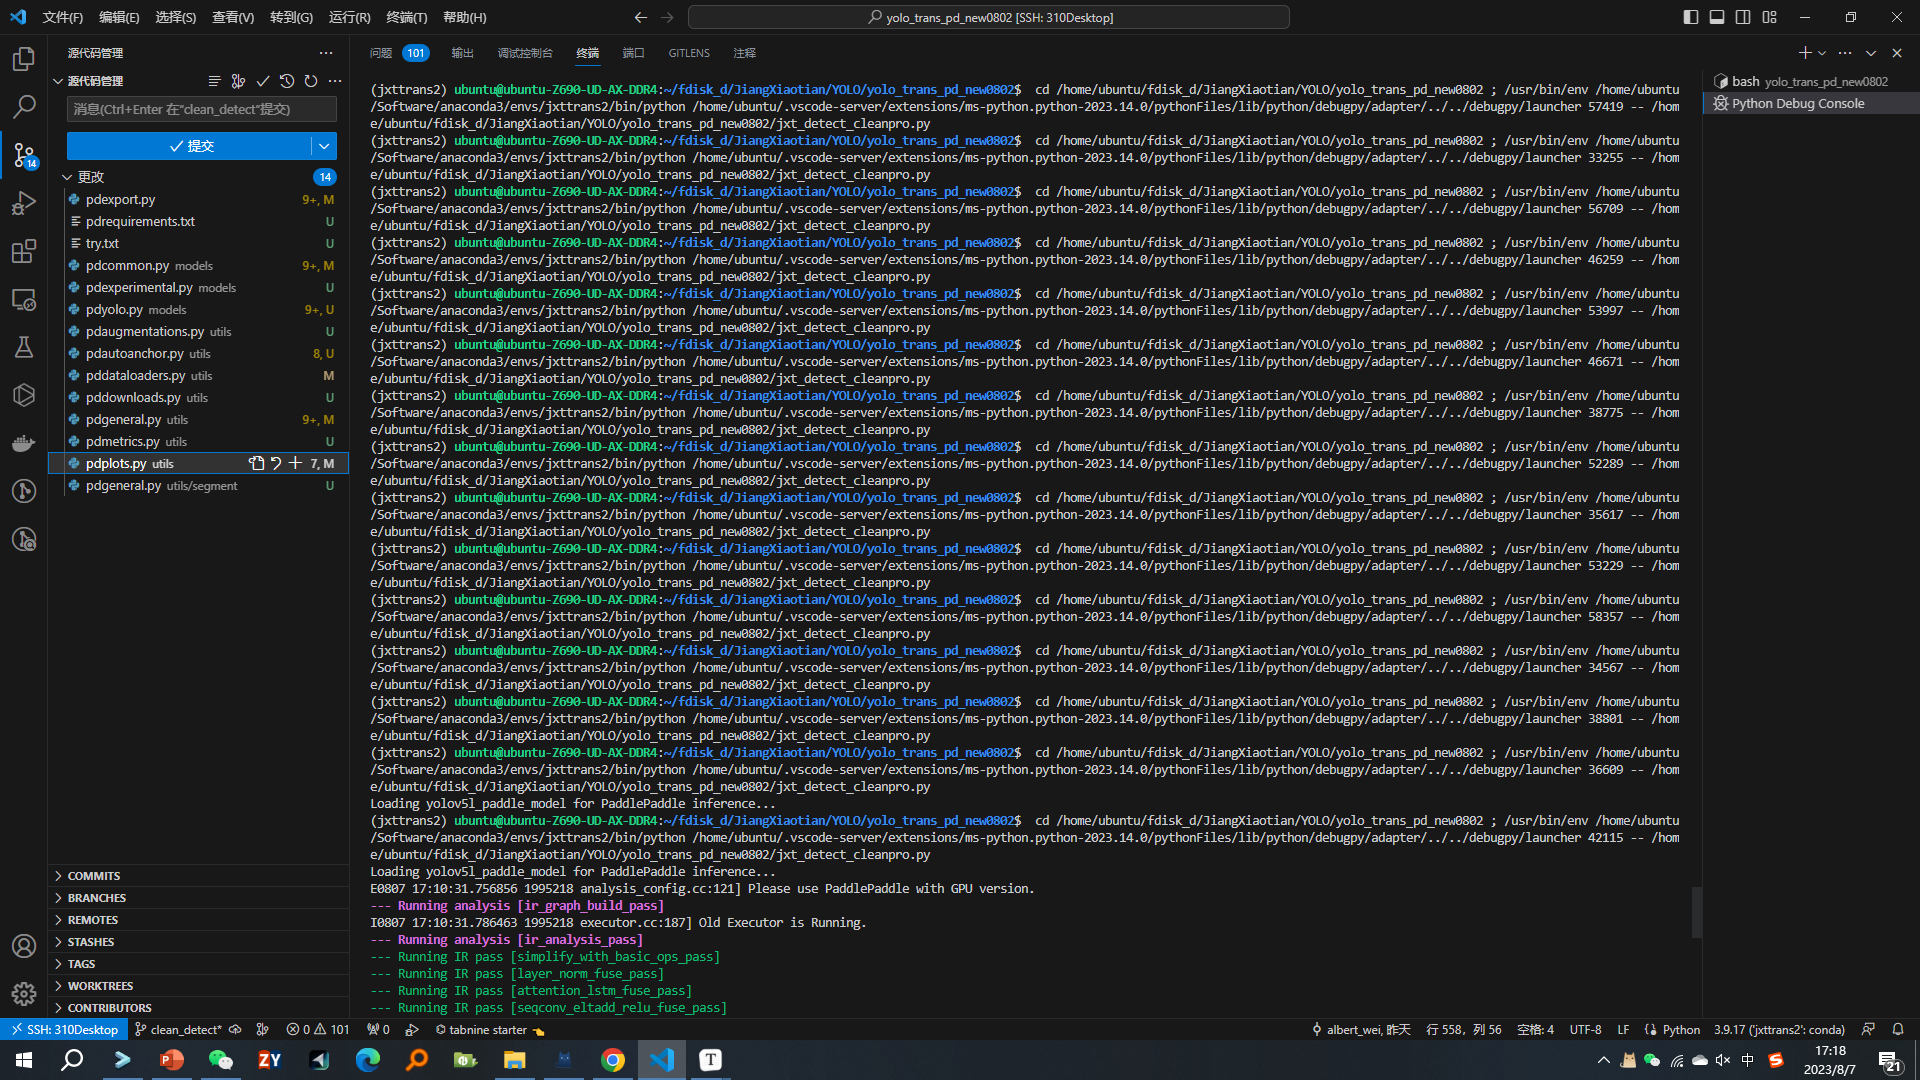 文件(F) 编辑(E) 选择(S) 查看(V) 转到(G) 运行(R) 终端(T) 帮助(H)
yolo_trans_pd_new0802 [SSH: 310Desktop]
源代码管理
源代码管理
消息(Ctrl+Enter 在"clean_detect"提交)
提交
14
更改 14
pdexport.py 9+, M
pdrequirements.txt U
try.txt U
pdcommon.py models 9+, M
pdexperimental.py models U
pdyolo.py models 9+, U
pdaugmentations.py utils U
pdautoanchor.py utils 8, U
pddataloaders.py utils M
pddownloads.py utils U
pdgeneral.py utils 9+, M
pdmetrics.py utils U
pdplots.py utils 7, M
pdgeneral.py utils/segment U
COMMITS
BRANCHES
REMOTES
STASHES
TAGS
WORKTREES
CONTRIBUTORS
问题 101 输出 调试控制台 终端 端口 GITLENS 注释
(jxttrans2) ubuntu@ubuntu-Z690-UD-AX-DDR4:~/fdisk_d/JiangXiaotian/YOLO/yolo_trans_pd_new0802$ cd /home/ubuntu/fdisk_d/JiangXiaotian/YOLO/yolo_trans_pd_new0802 ; /usr/bin/env /home/ubuntu
/Software/anaconda3/envs/jxttrans2/bin/python /home/ubuntu/.vscode-server/extensions/ms-python.python-2023.14.0/pythonFiles/lib/python/debugpy/adapter/../../debugpy/launcher 57419 -- /hom
e/ubuntu/fdisk_d/JiangXiaotian/YOLO/yolo_trans_pd_new0802/jxt_detect_cleanpro.py
(jxttrans2) ubuntu@ubuntu-Z690-UD-AX-DDR4:~/fdisk_d/JiangXiaotian/YOLO/yolo_trans_pd_new0802$ cd /home/ubuntu/fdisk_d/JiangXiaotian/YOLO/yolo_trans_pd_new0802 ; /usr/bin/env /home/ubuntu
/Software/anaconda3/envs/jxttrans2/bin/python /home/ubuntu/.vscode-server/extensions/ms-python.python-2023.14.0/pythonFiles/lib/python/debugpy/adapter/../../debugpy/launcher 33255 -- /hom
e/ubuntu/fdisk_d/JiangXiaotian/YOLO/yolo_trans_pd_new0802/jxt_detect_cleanpro.py
(jxttrans2) ubuntu@ubuntu-Z690-UD-AX-DDR4:~/fdisk_d/JiangXiaotian/YOLO/yolo_trans_pd_new0802$ cd /home/ubuntu/fdisk_d/JiangXiaotian/YOLO/yolo_trans_pd_new0802 ; /usr/bin/env /home/ubuntu
/Software/anaconda3/envs/jxttrans2/bin/python /home/ubuntu/.vscode-server/extensions/ms-python.python-2023.14.0/pythonFiles/lib/python/debugpy/adapter/../../debugpy/launcher 56709 -- /hom
e/ubuntu/fdisk_d/JiangXiaotian/YOLO/yolo_trans_pd_new0802/jxt_detect_cleanpro.py
(jxttrans2) ubuntu@ubuntu-Z690-UD-AX-DDR4:~/fdisk_d/JiangXiaotian/YOLO/yolo_trans_pd_new0802$ cd /home/ubuntu/fdisk_d/JiangXiaotian/YOLO/yolo_trans_pd_new0802 ; /usr/bin/env /home/ubuntu
/Software/anaconda3/envs/jxttrans2/bin/python /home/ubuntu/.vscode-server/extensions/ms-python.python-2023.14.0/pythonFiles/lib/python/debugpy/adapter/../../debugpy/launcher 46259 -- /hom
e/ubuntu/fdisk_d/JiangXiaotian/YOLO/yolo_trans_pd_new0802/jxt_detect_cleanpro.py
(jxttrans2) ubuntu@ubuntu-Z690-UD-AX-DDR4:~/fdisk_d/JiangXiaotian/YOLO/yolo_trans_pd_new0802$ cd /home/ubuntu/fdisk_d/JiangXiaotian/YOLO/yolo_trans_pd_new0802 ; /usr/bin/env /home/ubuntu
/Software/anaconda3/envs/jxttrans2/bin/python /home/ubuntu/.vscode-server/extensions/ms-python.python-2023.14.0/pythonFiles/lib/python/debugpy/adapter/../../debugpy/launcher 53997 -- /hom
e/ubuntu/fdisk_d/JiangXiaotian/YOLO/yolo_trans_pd_new0802/jxt_detect_cleanpro.py
(jxttrans2) ubuntu@ubuntu-Z690-UD-AX-DDR4:~/fdisk_d/JiangXiaotian/YOLO/yolo_trans_pd_new0802$ cd /home/ubuntu/fdisk_d/JiangXiaotian/YOLO/yolo_trans_pd_new0802 ; /usr/bin/env /home/ubuntu
/Software/anaconda3/envs/jxttrans2/bin/python /home/ubuntu/.vscode-server/extensions/ms-python.python-2023.14.0/pythonFiles/lib/python/debugpy/adapter/../../debugpy/launcher 46671 -- /hom
e/ubuntu/fdisk_d/JiangXiaotian/YOLO/yolo_trans_pd_new0802/jxt_detect_cleanpro.py
(jxttrans2) ubuntu@ubuntu-Z690-UD-AX-DDR4:~/fdisk_d/JiangXiaotian/YOLO/yolo_trans_pd_new0802$ cd /home/ubuntu/fdisk_d/JiangXiaotian/YOLO/yolo_trans_pd_new0802 ; /usr/bin/env /home/ubuntu
/Software/anaconda3/envs/jxttrans2/bin/python /home/ubuntu/.vscode-server/extensions/ms-python.python-2023.14.0/pythonFiles/lib/python/debugpy/adapter/../../debugpy/launcher 38775 -- /hom
e/ubuntu/fdisk_d/JiangXiaotian/YOLO/yolo_trans_pd_new0802/jxt_detect_cleanpro.py
(jxttrans2) ubuntu@ubuntu-Z690-UD-AX-DDR4:~/fdisk_d/JiangXiaotian/YOLO/yolo_trans_pd_new0802$ cd /home/ubuntu/fdisk_d/JiangXiaotian/YOLO/yolo_trans_pd_new0802 ; /usr/bin/env /home/ubuntu
/Software/anaconda3/envs/jxttrans2/bin/python /home/ubuntu/.vscode-server/extensions/ms-python.python-2023.14.0/pythonFiles/lib/python/debugpy/adapter/../../debugpy/launcher 52289 -- /hom
e/ubuntu/fdisk_d/JiangXiaotian/YOLO/yolo_trans_pd_new0802/jxt_detect_cleanpro.py
(jxttrans2) ubuntu@ubuntu-Z690-UD-AX-DDR4:~/fdisk_d/JiangXiaotian/YOLO/yolo_trans_pd_new0802$ cd /home/ubuntu/fdisk_d/JiangXiaotian/YOLO/yolo_trans_pd_new0802 ; /usr/bin/env /home/ubuntu
/Software/anaconda3/envs/jxttrans2/bin/python /home/ubuntu/.vscode-server/extensions/ms-python.python-2023.14.0/pythonFiles/lib/python/debugpy/adapter/../../debugpy/launcher 35617 -- /hom
e/ubuntu/fdisk_d/JiangXiaotian/YOLO/yolo_trans_pd_new0802/jxt_detect_cleanpro.py
(jxttrans2) ubuntu@ubuntu-Z690-UD-AX-DDR4:~/fdisk_d/JiangXiaotian/YOLO/yolo_trans_pd_new0802$ cd /home/ubuntu/fdisk_d/JiangXiaotian/YOLO/yolo_trans_pd_new0802 ; /usr/bin/env /home/ubuntu
/Software/anaconda3/envs/jxttrans2/bin/python /home/ubuntu/.vscode-server/extensions/ms-python.python-2023.14.0/pythonFiles/lib/python/debugpy/adapter/../../debugpy/launcher 53229 -- /hom
e/ubuntu/fdisk_d/JiangXiaotian/YOLO/yolo_trans_pd_new0802/jxt_detect_cleanpro.py
(jxttrans2) ubuntu@ubuntu-Z690-UD-AX-DDR4:~/fdisk_d/JiangXiaotian/YOLO/yolo_trans_pd_new0802$ cd /home/ubuntu/fdisk_d/JiangXiaotian/YOLO/yolo_trans_pd_new0802 ; /usr/bin/env /home/ubuntu
/Software/anaconda3/envs/jxttrans2/bin/python /home/ubuntu/.vscode-server/extensions/ms-python.python-2023.14.0/pythonFiles/lib/python/debugpy/adapter/../../debugpy/launcher 58357 -- /hom
e/ubuntu/fdisk_d/JiangXiaotian/YOLO/yolo_trans_pd_new0802/jxt_detect_cleanpro.py
(jxttrans2) ubuntu@ubuntu-Z690-UD-AX-DDR4:~/fdisk_d/JiangXiaotian/YOLO/yolo_trans_pd_new0802$ cd /home/ubuntu/fdisk_d/JiangXiaotian/YOLO/yolo_trans_pd_new0802 ; /usr/bin/env /home/ubuntu
/Software/anaconda3/envs/jxttrans2/bin/python /home/ubuntu/.vscode-server/extensions/ms-python.python-2023.14.0/pythonFiles/lib/python/debugpy/adapter/../../debugpy/launcher 34567 -- /hom
e/ubuntu/fdisk_d/JiangXiaotian/YOLO/yolo_trans_pd_new0802/jxt_detect_cleanpro.py
(jxttrans2) ubuntu@ubuntu-Z690-UD-AX-DDR4:~/fdisk_d/JiangXiaotian/YOLO/yolo_trans_pd_new0802$ cd /home/ubuntu/fdisk_d/JiangXiaotian/YOLO/yolo_trans_pd_new0802 ; /usr/bin/env /home/ubuntu
/Software/anaconda3/envs/jxttrans2/bin/python /home/ubuntu/.vscode-server/extensions/ms-python.python-2023.14.0/pythonFiles/lib/python/debugpy/adapter/../../debugpy/launcher 38801 -- /hom
e/ubuntu/fdisk_d/JiangXiaotian/YOLO/yolo_trans_pd_new0802/jxt_detect_cleanpro.py
(jxttrans2) ubuntu@ubuntu-Z690-UD-AX-DDR4:~/fdisk_d/JiangXiaotian/YOLO/yolo_trans_pd_new0802$ cd /home/ubuntu/fdisk_d/JiangXiaotian/YOLO/yolo_trans_pd_new0802 ; /usr/bin/env /home/ubuntu
/Software/anaconda3/envs/jxttrans2/bin/python /home/ubuntu/.vscode-server/extensions/ms-python.python-2023.14.0/pythonFiles/lib/python/debugpy/adapter/../../debugpy/launcher 36609 -- /hom
e/ubuntu/fdisk_d/JiangXiaotian/YOLO/yolo_trans_pd_new0802/jxt_detect_cleanpro.py
Loading yolov5l_paddle_model for PaddlePaddle inference...
(jxttrans2) ubuntu@ubuntu-Z690-UD-AX-DDR4:~/fdisk_d/JiangXiaotian/YOLO/yolo_trans_pd_new0802$ cd /home/ubuntu/fdisk_d/JiangXiaotian/YOLO/yolo_trans_pd_new0802 ; /usr/bin/env /home/ubuntu
/Software/anaconda3/envs/jxttrans2/bin/python /home/ubuntu/.vscode-server/extensions/ms-python.python-2023.14.0/pythonFiles/lib/python/debugpy/adapter/../../debugpy/launcher 42115 -- /hom
e/ubuntu/fdisk_d/JiangXiaotian/YOLO/yolo_trans_pd_new0802/jxt_detect_cleanpro.py
Loading yolov5l_paddle_model for PaddlePaddle inference...
E0807 17:10:31.756856 1995218 analysis_config.cc:121] Please use PaddlePaddle with GPU version.
--- Running analysis [ir_graph_build_pass]
I0807 17:10:31.786463 1995218 executor.cc:187] Old Executor is Running.
--- Running analysis [ir_analysis_pass]
--- Running IR pass [simplify_with_basic_ops_pass]
--- Running IR pass [layer_norm_fuse_pass]
--- Running IR pass [attention_lstm_fuse_pass]
--- Running IR pass [seqconv_eltadd_relu_fuse_pass]
bash yolo_trans_pd_new0802
Python Debug Console
SSH: 310Desktop clean_detect* 0 101 0 tabnine starter albert_wei, 昨天 行 558, 列 56 空格: 4 UTF-8 LF Python 3.9.17 ('jxttrans2': conda)
ZY T 中 17:18
2023/8/7
21